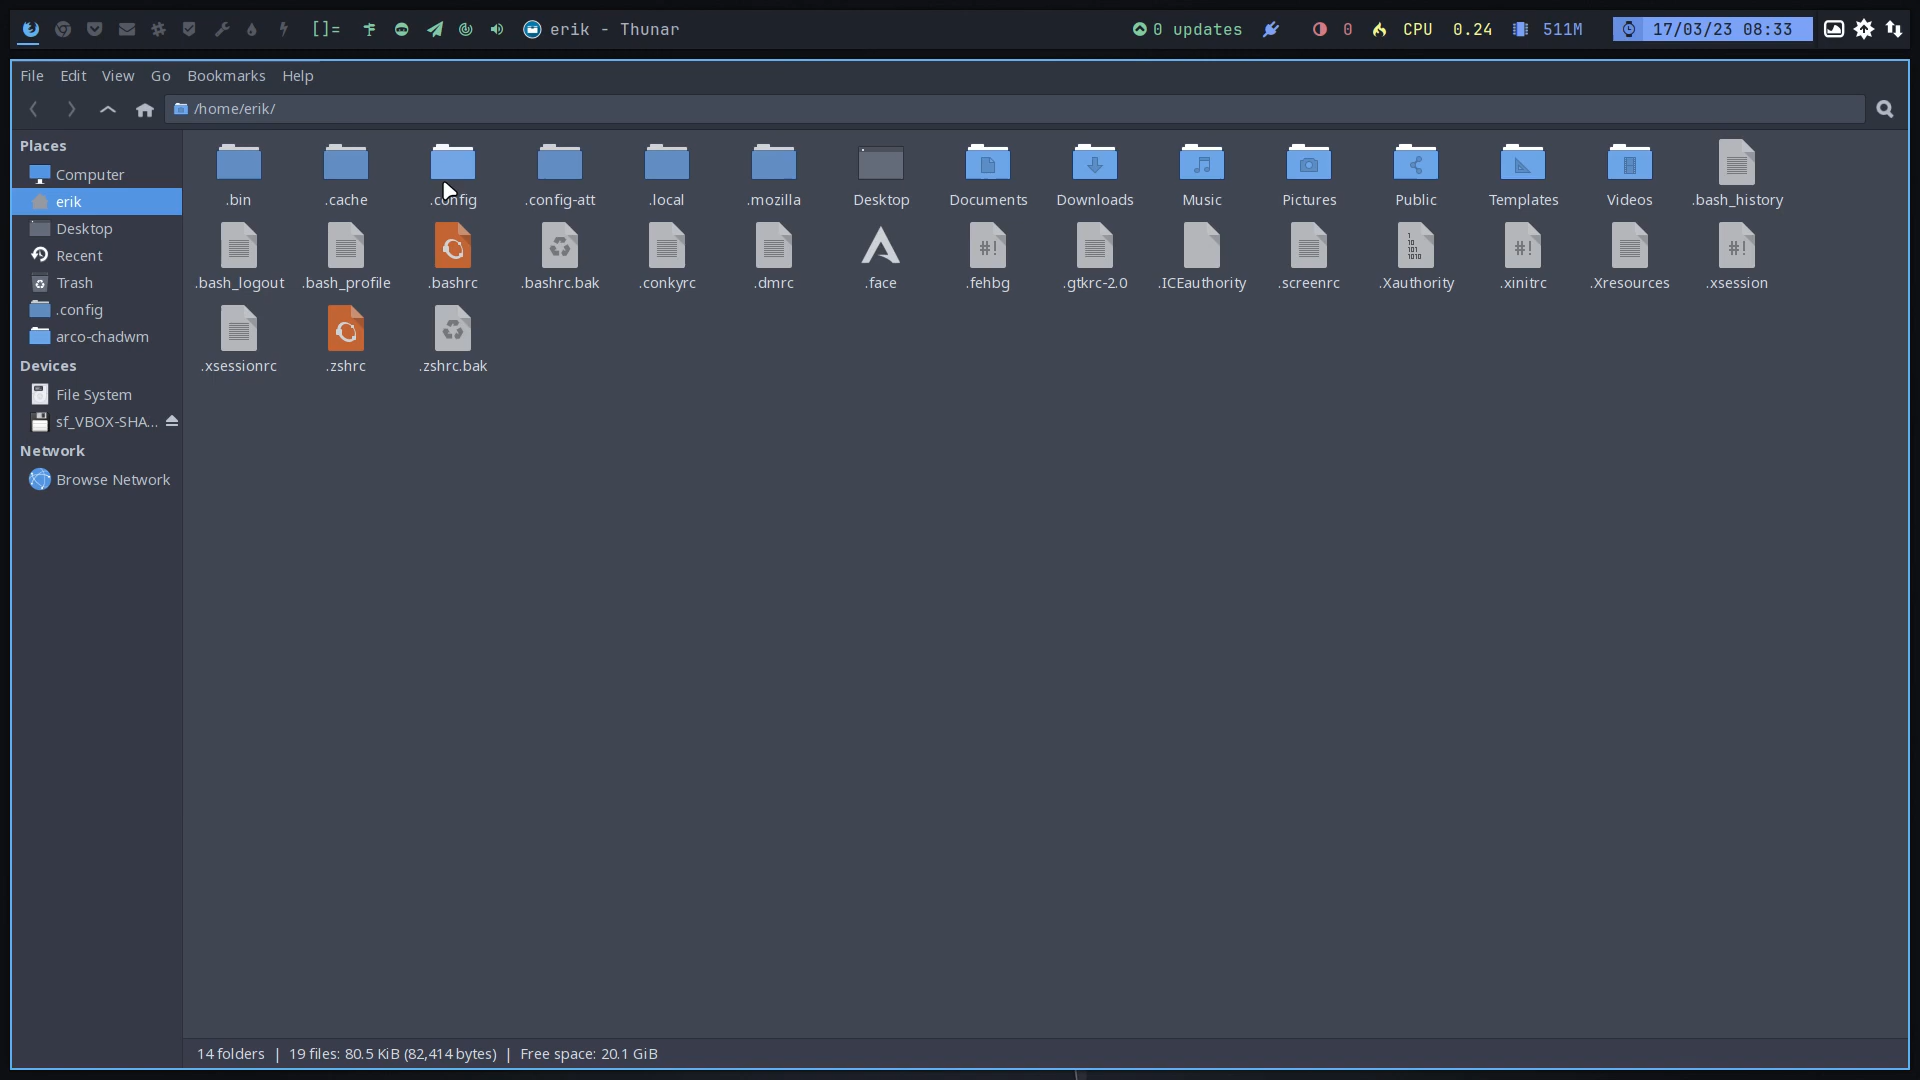 []= erik - Thunar 0 updates 0 CPU 0.24 511M 17/03/23 08:33
File Edit View Go Bookmarks Help
/home/erik/
Places
Computer
erik
Desktop
Recent
Trash
.config
arco-chadwm
Devices
File System
sf_VBOX-SHA...
Network
Browse Network
.bin .cache .config .config-att .local .mozilla Desktop Documents Downloads Music Pictures Public Templates Videos .bash_history
.bash_logout .bash_profile .bashrc .bashrc.bak .conkyrc .dmrc .face .fehbg .gtkrc-2.0 .ICEauthority .screenrc .Xauthority .xinitrc .Xresources .xsession
.xsessionrc .zshrc .zshrc.bak
14 folders | 19 files: 80.5 KiB (82,414 bytes) | Free space: 20.1 GiB